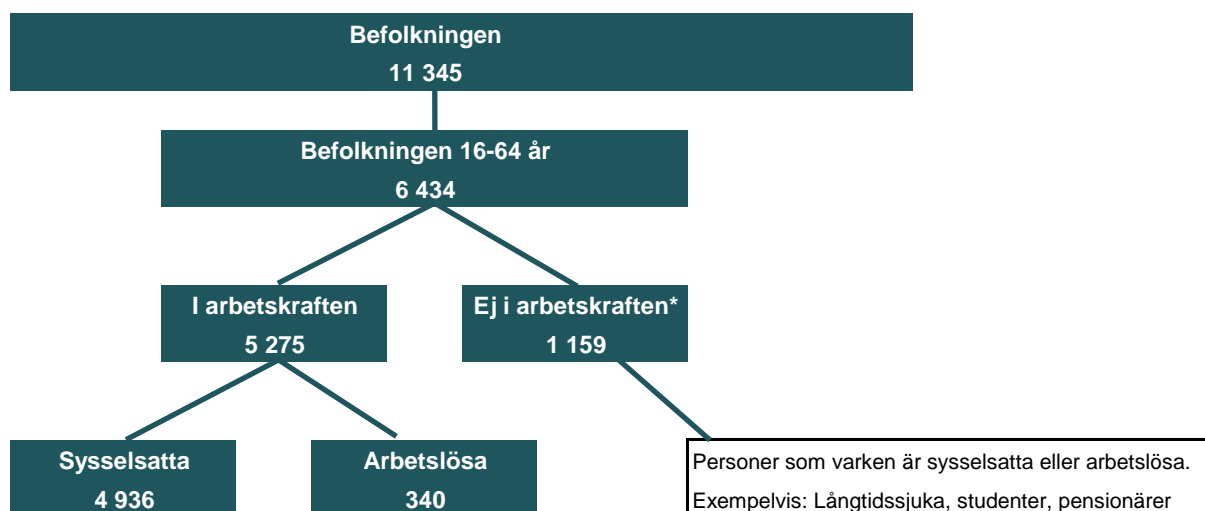 Befolkningen
11 345
Befolkningen 16-64 år
6 434
I arbetskraften
5 275
Ej i arbetskraften*
1 159
Sysselsatta
4 936
Arbetslösa
340
Personer som varken är sysselsatta eller arbetslösa.
Exempelvis: Långtidssjuka, studenter, pensionärer